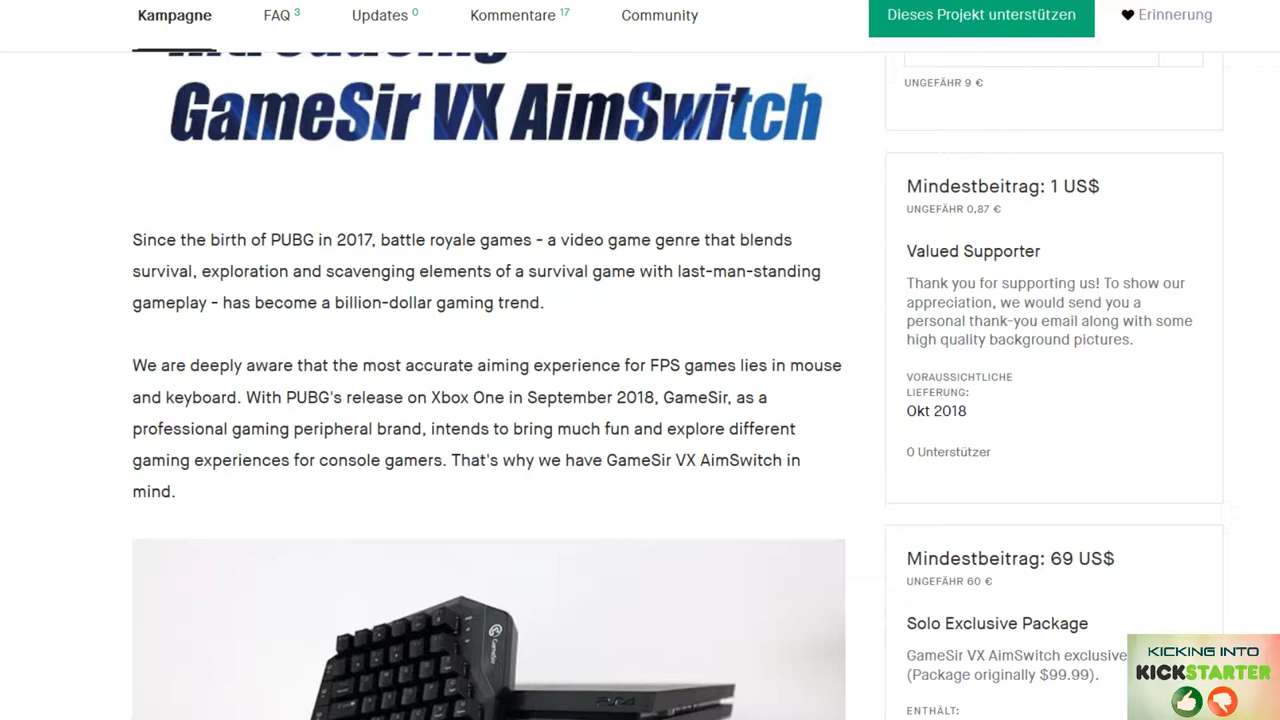 Kampagne
FAQ 3
Updates 0
Kommentare 17
Community
Dieses Projekt unterstützen
Erinnerung
GameSir VX AimSwitch
Since the birth of PUBG in 2017, battle royale games - a video game genre that blends
survival, exploration and scavenging elements of a survival game with last-man-standing
gameplay - has become a billion-dollar gaming trend.
We are deeply aware that the most accurate aiming experience for FPS games lies in mouse
and keyboard. With PUBG's release on Xbox One in September 2018, GameSir, as a
professional gaming peripheral brand, intends to bring much fun and explore different
gaming experiences for console gamers. That's why we have GameSir VX AimSwitch in
mind.
GameSir
UNGEFÄHR 9 €
Mindestbeitrag: 1 US$
UNGEFÄHR 0,87 €
Valued Supporter
Thank you for supporting us! To show our
appreciation, we would send you a
personal thank-you email along with some
high quality background pictures.
VORAUSSICHTLICHE
LIEFERUNG:
Okt 2018
0 Unterstützer
Mindestbeitrag: 69 US$
UNGEFÄHR 60 €
Solo Exclusive Package
GameSir VX AimSwitch exclusive
(Package originally $99.99).
ENTHÄLT:
KICKING INTO
KICKSTARTER